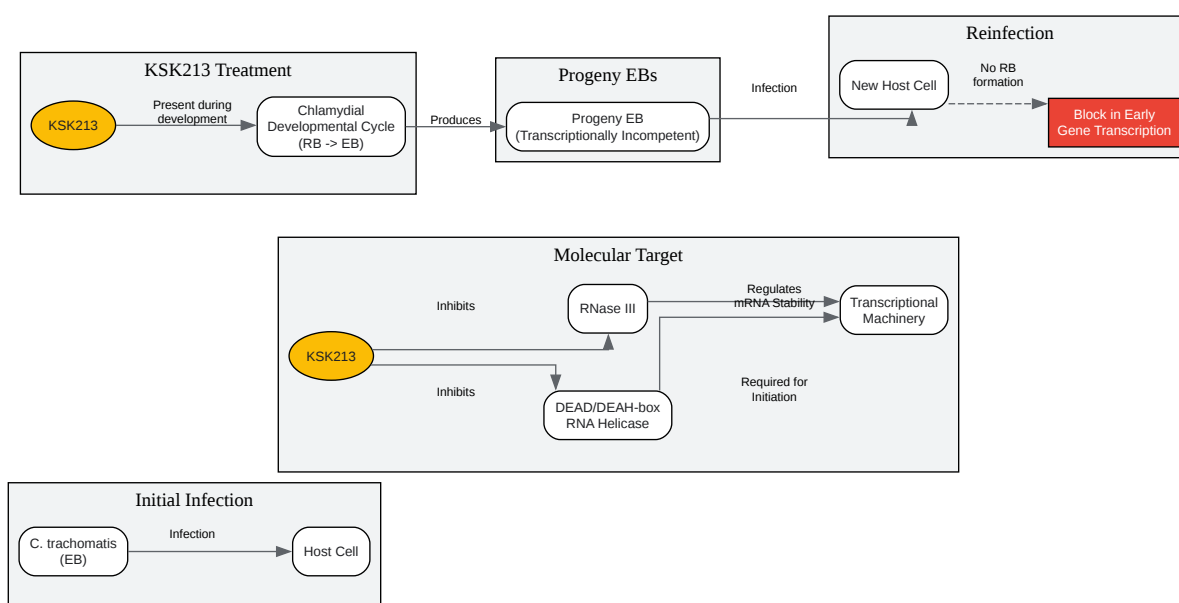 KSK213 Treatment
KSK213
Present during
development
Chlamydial
Developmental Cycle
(RB -> EB)
Produces
Progeny EBs
Progeny EB
(Transcriptionally Incompetent)
Infection
Reinfection
New Host Cell
No RB
formation
Block in Early
Gene Transcription
Molecular Target
KSK213
Inhibits
Inhibits
RNase III
DEAD/DEAH-box
RNA Helicase
Regulates
mRNA Stability
Required for
Initiation
Transcriptional
Machinery
Initial Infection
C. trachomatis
(EB)
Infection
Host Cell